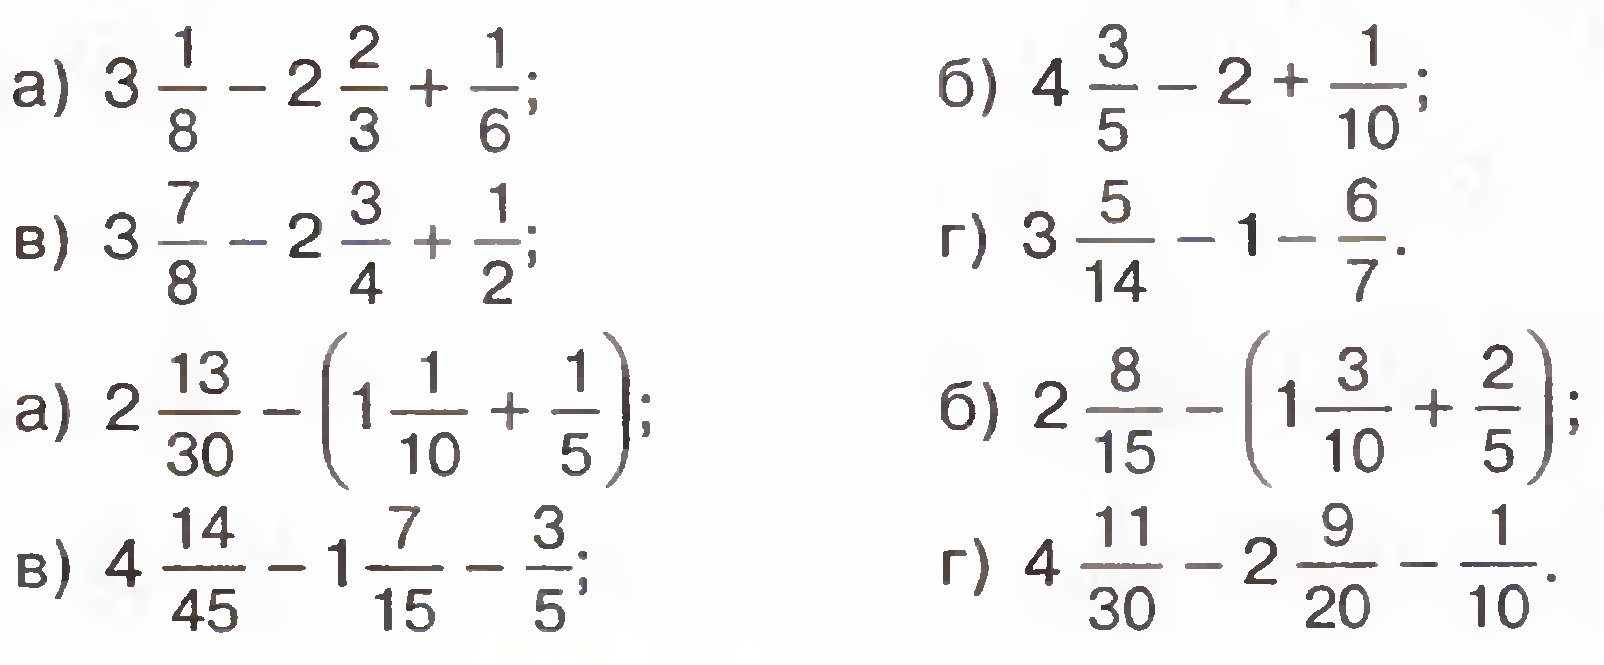 а) 3 1/8 − 2 2/3 + 1/6; б) 4 3/5 − 2 + 1/10;
в) 3 7/8 − 2 3/4 + 1/2; г) 3 5/14 − 1 − 6/7.
а) 2 13/30 − (1 1/10 + 1/5); б) 2 8/15 − (1 3/10 + 2/5);
в) 4 14/45 − 1 7/15 − 3/5; г) 4 11/30 − 2 9/20 − 1/10.